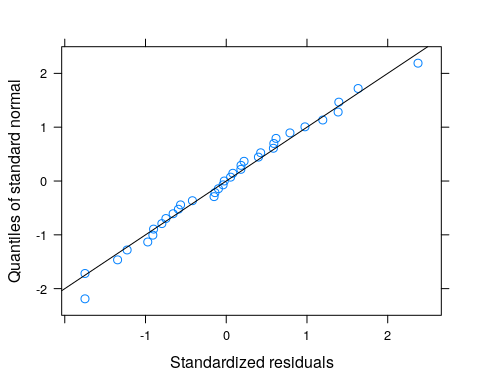 Quantiles of standard normal
2
1
0
-1
-2
-1 0 1 2
Standardized residuals